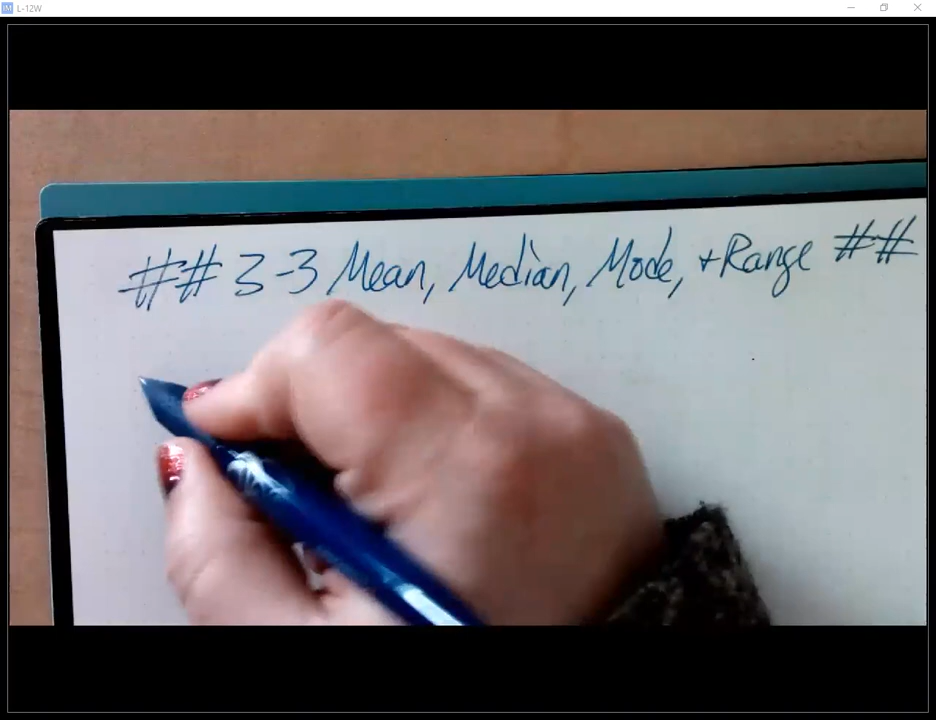 L-12W
## 3-3 Mean, Median, Mode, + Range ##